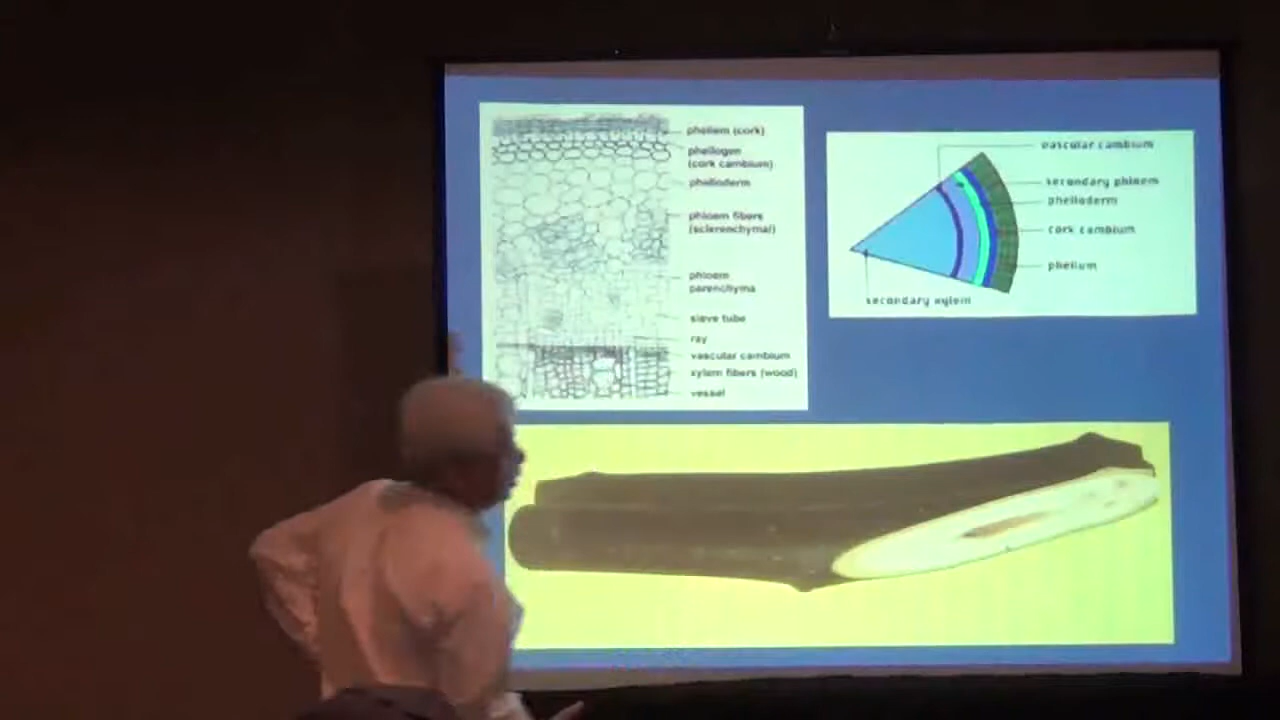 phellem (cork)
phellogen
(cork cambium)
phelloderm
phloem fibers
(sclerenchyma)
phloem
parenchyma
sieve tube
ray
vascular cambium
xylem fibers (wood)
vessel
vascular cambium
secondary phloem
phelloderm
cork cambium
phellum
secondary xylem